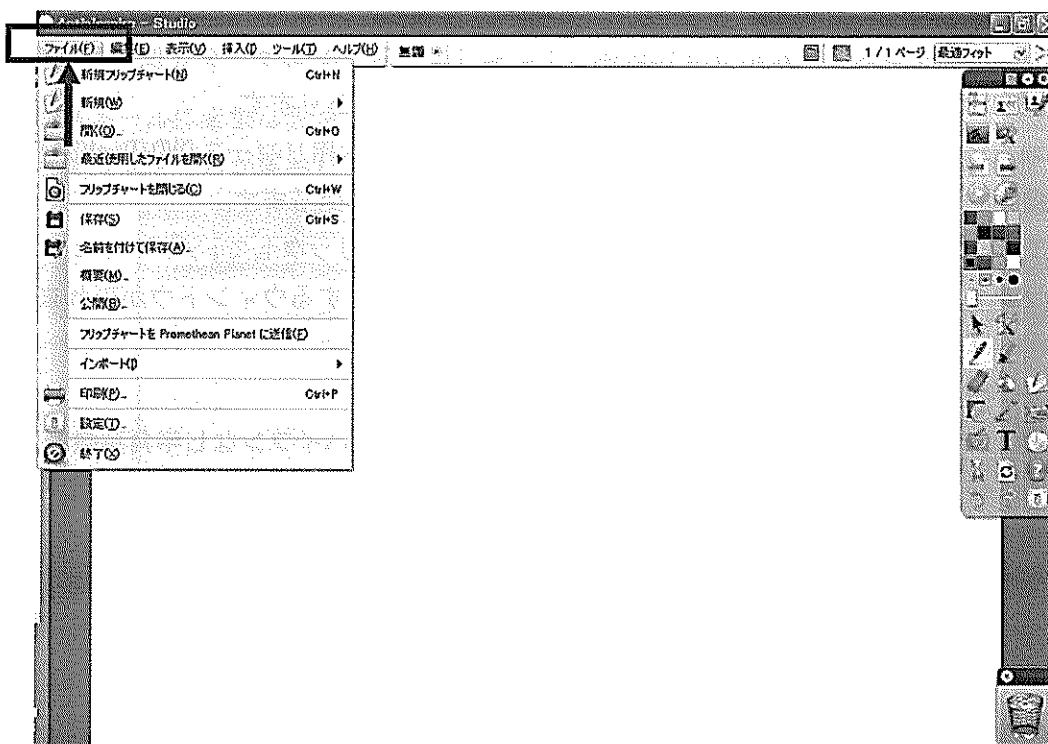 ActivInspire - Studio
ファイル(F) 編集(E) 表示(V) 挿入(I) ツール(T) ヘルプ(H) 無題 1 / 1 ページ 最適フィット
新規フリップチャート(N) Ctrl+N
新規(W)
開く(O)... Ctrl+O
最近使用したファイルを開く(R)
フリップチャートを閉じる(C) Ctrl+W
保存(S) Ctrl+S
名前を付けて保存(A)...
概要(M)...
公開(B)...
フリップチャートを Promethean Planet に送信(F)
インポート(I)
印刷(P)... Ctrl+P
設定(T)...
終了(X)
T